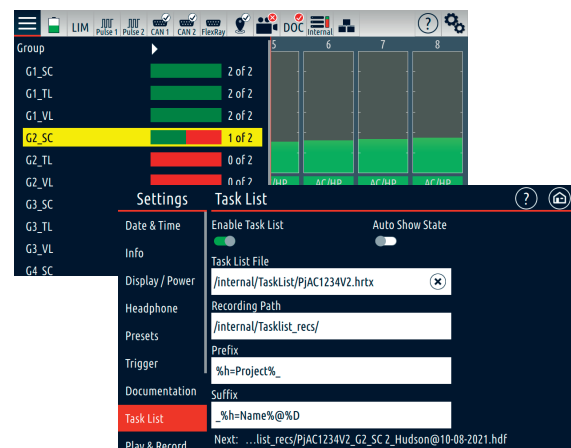 LIM Pulse 1 Pulse 2 CAN 1 CAN 2 FlexRay DOC Internal ?
Group
5 6 7 8
G1_SC 2 of 2
G1_TL 2 of 2
G1_VL 2 of 2
G2_SC 1 of 2
G2_TL 0 of 2
G2_VL 0 of 2
AC/HP AC/HP AC/HP AC/HP
G3_SC
G3_TL
G3_VL
G4_SC
Settings Task List ?
Date & Time
Info
Display / Power
Headphone
Presets
Trigger
Documentation
Task List
Play & Record
Enable Task List Auto Show State
Task List File
/internal/TaskList/PjAC1234V2.hrtx
Recording Path
/internal/Tasklist_recs/
Prefix
%h=Project%_
Suffix
_%h=Name%@%D
Next: ...list_recs/PjAC1234V2_G2_SC 2_Hudson@10-08-2021.hdf